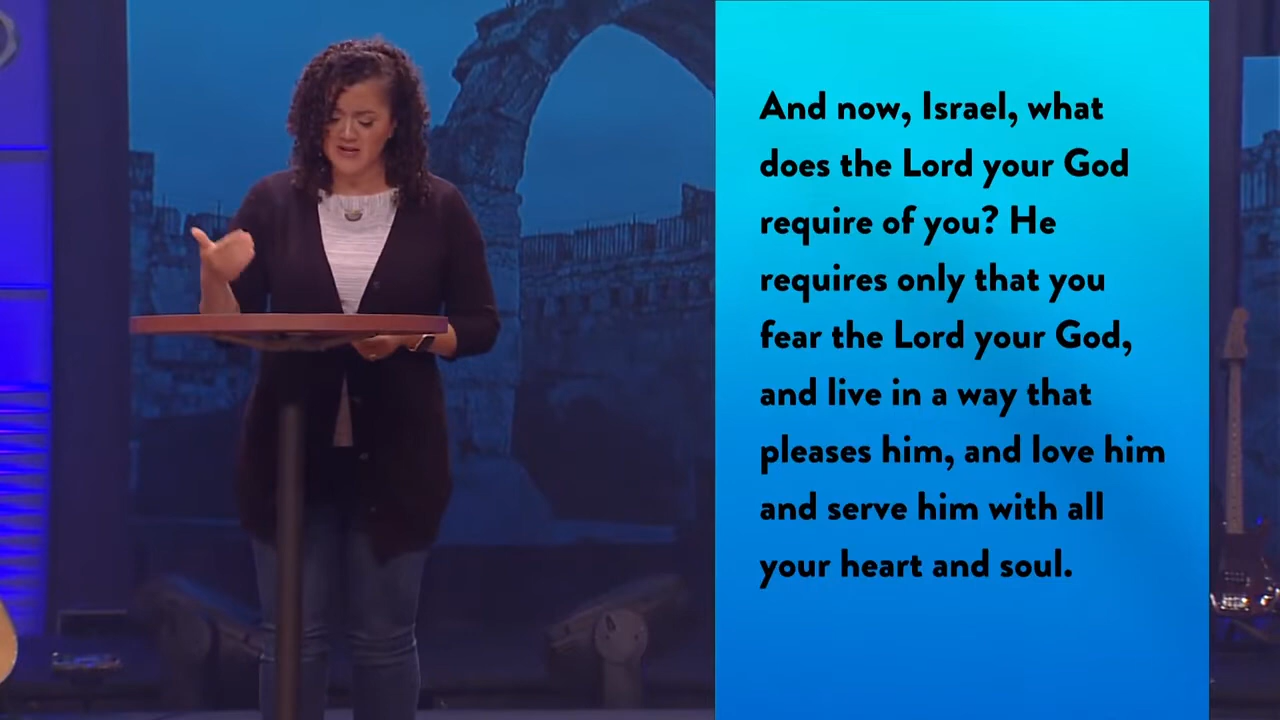 And now, Israel, what
does the Lord your God
require of you? He
requires only that you
fear the Lord your God,
and live in a way that
pleases him, and love him
and serve him with all
your heart and soul.